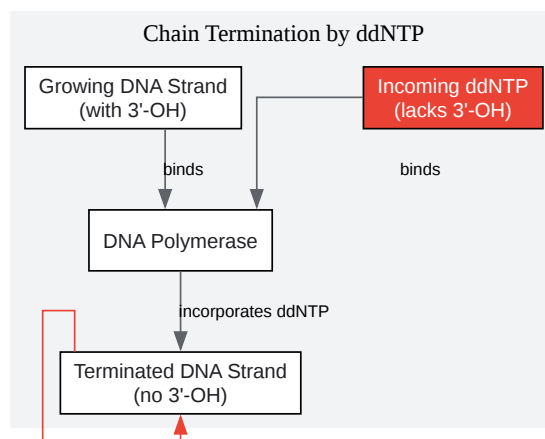 Chain Termination by ddNTP
Growing DNA Strand
(with 3'-OH)
Incoming ddNTP
(lacks 3'-OH)
binds
binds
DNA Polymerase
incorporates ddNTP
Terminated DNA Strand
(no 3'-OH)